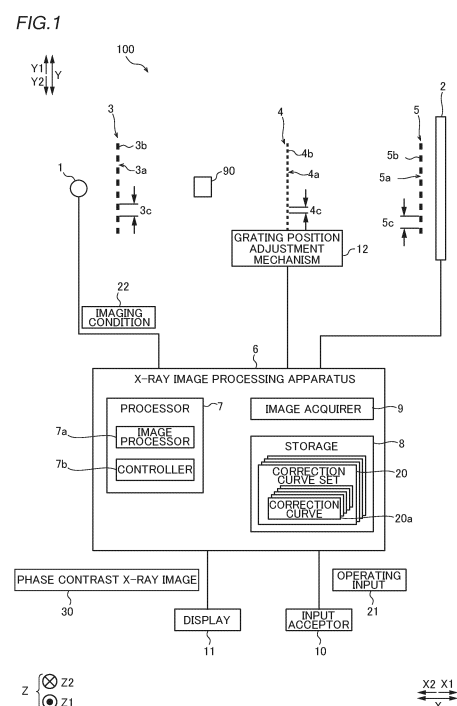 FIG.1
100
Y1
Y2
Y
2
3
4
5
3b
4b
5b
1
3a
90
4a
5a
3c
4c
5c
GRATING POSITION
ADJUSTMENT
MECHANISM
12
22
IMAGING
CONDITION
6
X-RAY IMAGE PROCESSING APPARATUS
PROCESSOR
7
IMAGE ACQUIRER
9
7a
IMAGE
PROCESSOR
STORAGE
8
7b
CONTROLLER
CORRECTION
CURVE SET
20
CORRECTION
CURVE
20a
PHASE CONTRAST X-RAY IMAGE
30
OPERATING
INPUT
21
DISPLAY
11
INPUT
ACCEPTOR
10
Z
Z2
Z1
X2 X1
X